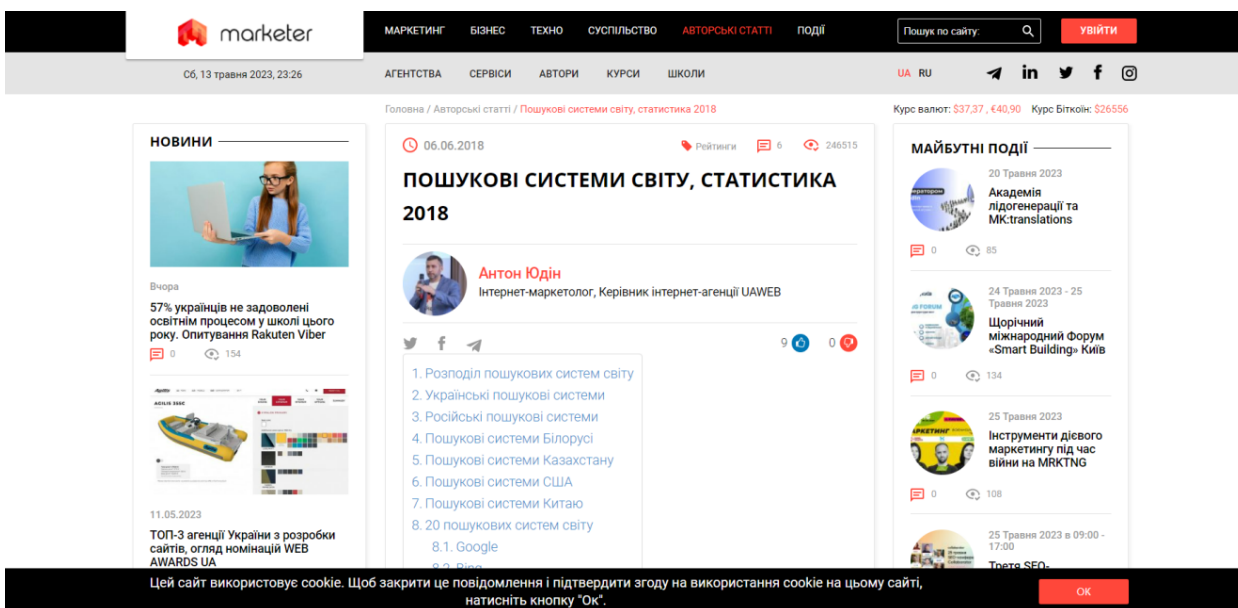 marketer
МАРКЕТИНГ БІЗНЕС ТЕХНО СУСПІЛЬСТВО АВТОРСЬКІ СТАТТІ ПОДІЇ
Пошук по сайту:
УВІЙТИ
Сб, 13 травня 2023, 23:26
АГЕНТСТВА СЕРВІСИ АВТОРИ КУРСИ ШКОЛИ
UA RU
Головна / Авторські статті / Пошукові системи світу, статистика 2018
Курс валют: $37,37 , €40,90 Курс Біткоїн: $26556
НОВИНИ
Вчора
57% українців не задоволені
освітнім процесом у школі цього
року. Опитування Rakuten Viber
0 154
11.05.2023
ТОП-3 агенції України з розробки
сайтів, огляд номінацій WEB
AWARDS UA
06.06.2018
Рейтинги 6 246515
ПОШУКОВІ СИСТЕМИ СВІТУ, СТАТИСТИКА
2018
Антон Юдін
Інтернет-маркетолог, Керівник інтернет-агенції UAWEB
9 0
1. Розподіл пошукових систем світу
2. Українські пошукові системи
3. Російські пошукові системи
4. Пошукові системи Білорусі
5. Пошукові системи Казахстану
6. Пошукові системи США
7. Пошукові системи Китаю
8. 20 пошукових систем світу
8.1. Google
8.2. Bing
МАЙБУТНІ ПОДІЇ
20 Травня 2023
Академія
лідогенерації та
MK:translations
0 85
24 Травня 2023 - 25
Травня 2023
Щорічний
міжнародний Форум
«Smart Building» Київ
0 134
25 Травня 2023
Інструменти дієвого
маркетингу під час
війни на MRKTNG
0 108
25 Травня 2023 в 09:00 -
17:00
Третя SEO-
Цей сайт використовує cookie. Щоб закрити це повідомлення і підтвердити згоду на використання cookie на цьому сайті,
натисніть кнопку "Ок".
ОК